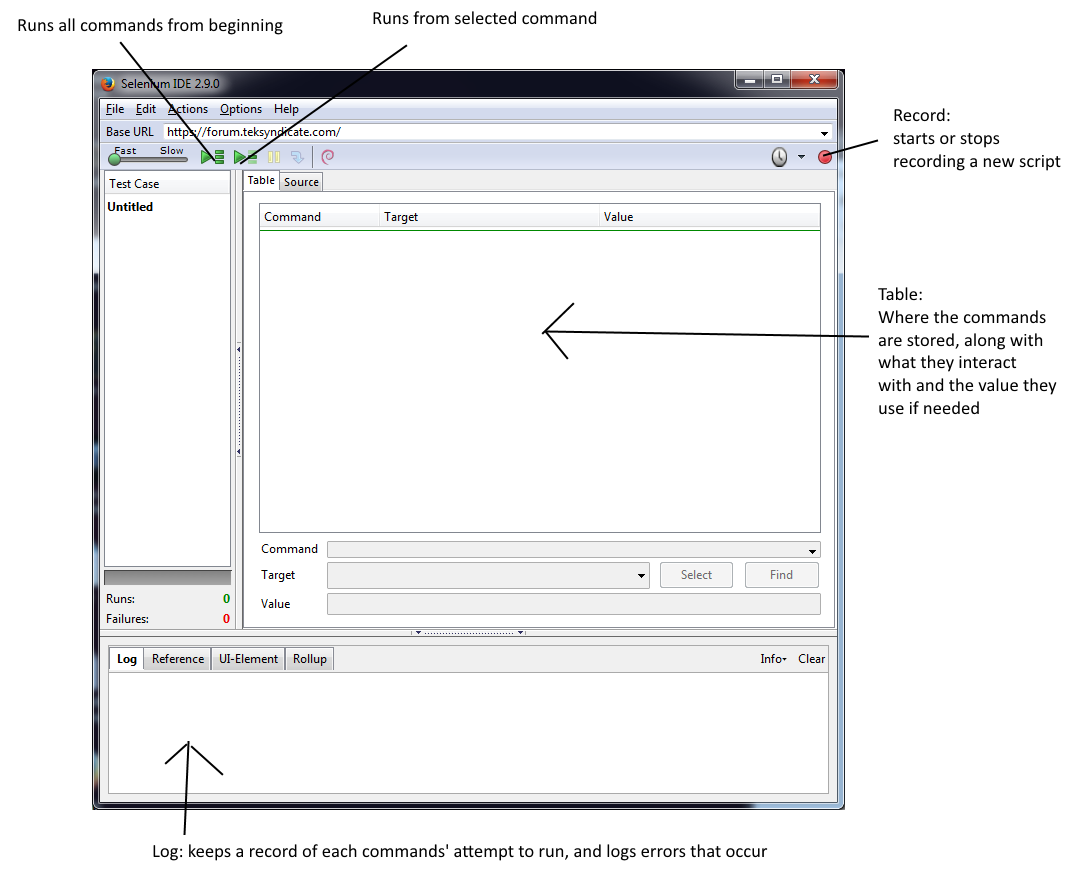 Runs all commands from beginning
Runs from selected command
Selenium IDE 2.9.0
File Edit Actions Options Help
Base URL https://forum.teksyndicate.com/
Fast Slow
Record:
starts or stops
recording a new script
Test Case
Untitled
Table Source
Command Target Value
Table:
Where the commands
are stored, along with
what they interact
with and the value they
use if needed
Command
Target Select Find
Value
Runs: 0
Failures: 0
Log Reference UI-Element Rollup Info Clear
Log: keeps a record of each commands' attempt to run, and logs errors that occur